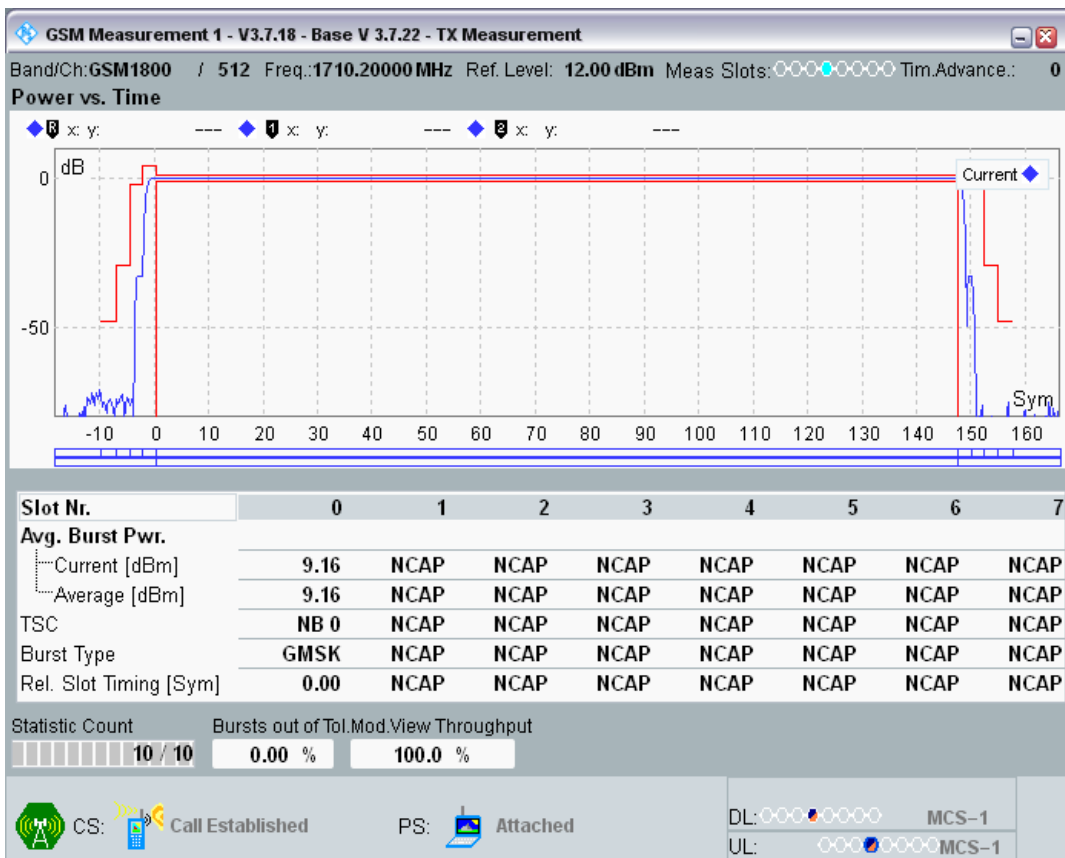 GSM Measurement 1 - V3.7.18 - Base V 3.7.22 - TX Measurement
Band/Ch:GSM1800 / 512 Freq.:1710.20000 MHz Ref. Level: 12.00 dBm Meas Slots: Tim.Advance.: 0
Power vs. Time
R x: y: --- 1 x: y: --- 2 x: y: ---
dB
Current
0
-50
Sym
-10 0 10 20 30 40 50 60 70 80 90 100 110 120 130 140 150 160
Slot Nr. 0 1 2 3 4 5 6 7
Avg. Burst Pwr.
Current [dBm] 9.16 NCAP NCAP NCAP NCAP NCAP NCAP NCAP
Average [dBm] 9.16 NCAP NCAP NCAP NCAP NCAP NCAP NCAP
TSC NB 0 NCAP NCAP NCAP NCAP NCAP NCAP NCAP
Burst Type GMSK NCAP NCAP NCAP NCAP NCAP NCAP NCAP
Rel. Slot Timing [Sym] 0.00 NCAP NCAP NCAP NCAP NCAP NCAP NCAP
Statistic Count Bursts out of Tol.Mod.View Throughput
10 / 10 0.00 % 100.0 %
CS: Call Established PS: Attached
DL: MCS-1
UL: MCS-1